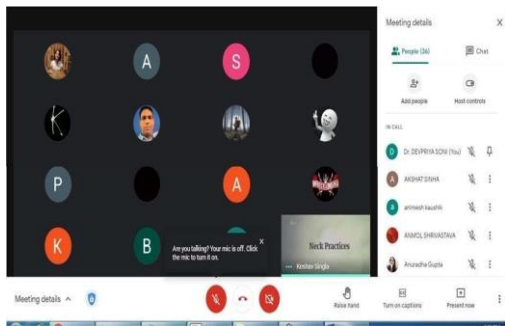 Meeting details X
People (36) Chat
Add people Host controls
IN CALL
D Dr. DEVPRIYA SONI (You)
A AKSHAT SINHA
a animesh kaushik
ANMOL SHRIVASTAVA
Anuradha Gupta
A S
K
P A
K B
Are you talking? Your mic is off. Click X
the mic to turn it on.
Neck Practices
Keshav Singla
Meeting details
Raise hand Turn on captions Present now